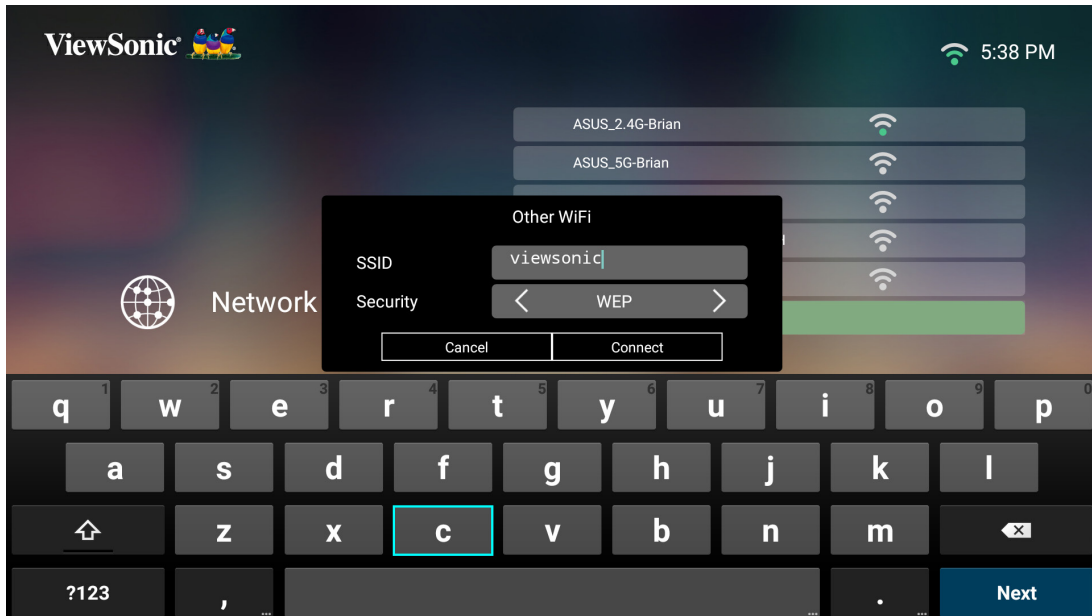 ViewSonic
5:38 PM
ASUS_2.4G-Brian
ASUS_5G-Brian
Other WiFi
SSID viewsonic
Network
Security WEP
Cancel Connect
q 1 w 2 e 3 r 4 t 5 y 6 u 7 i 8 o 9 p 0
a s d f g h j k l
z x c v b n m
?123 , ... ... . ... Next